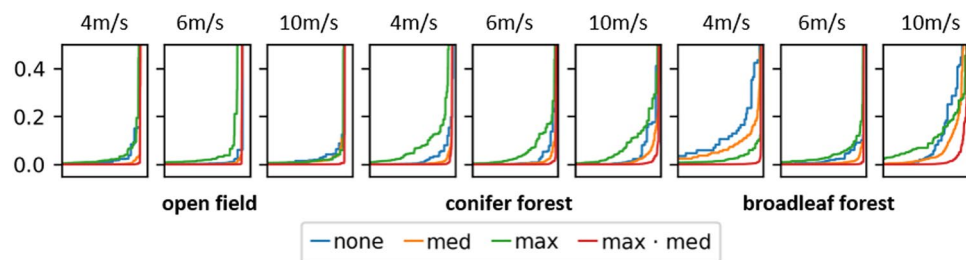 4m/s 6m/s 10m/s 4m/s 6m/s 10m/s 4m/s 6m/s 10m/s
0.4
0.2
0.0
open field conifer forest broadleaf forest
none med max max · med